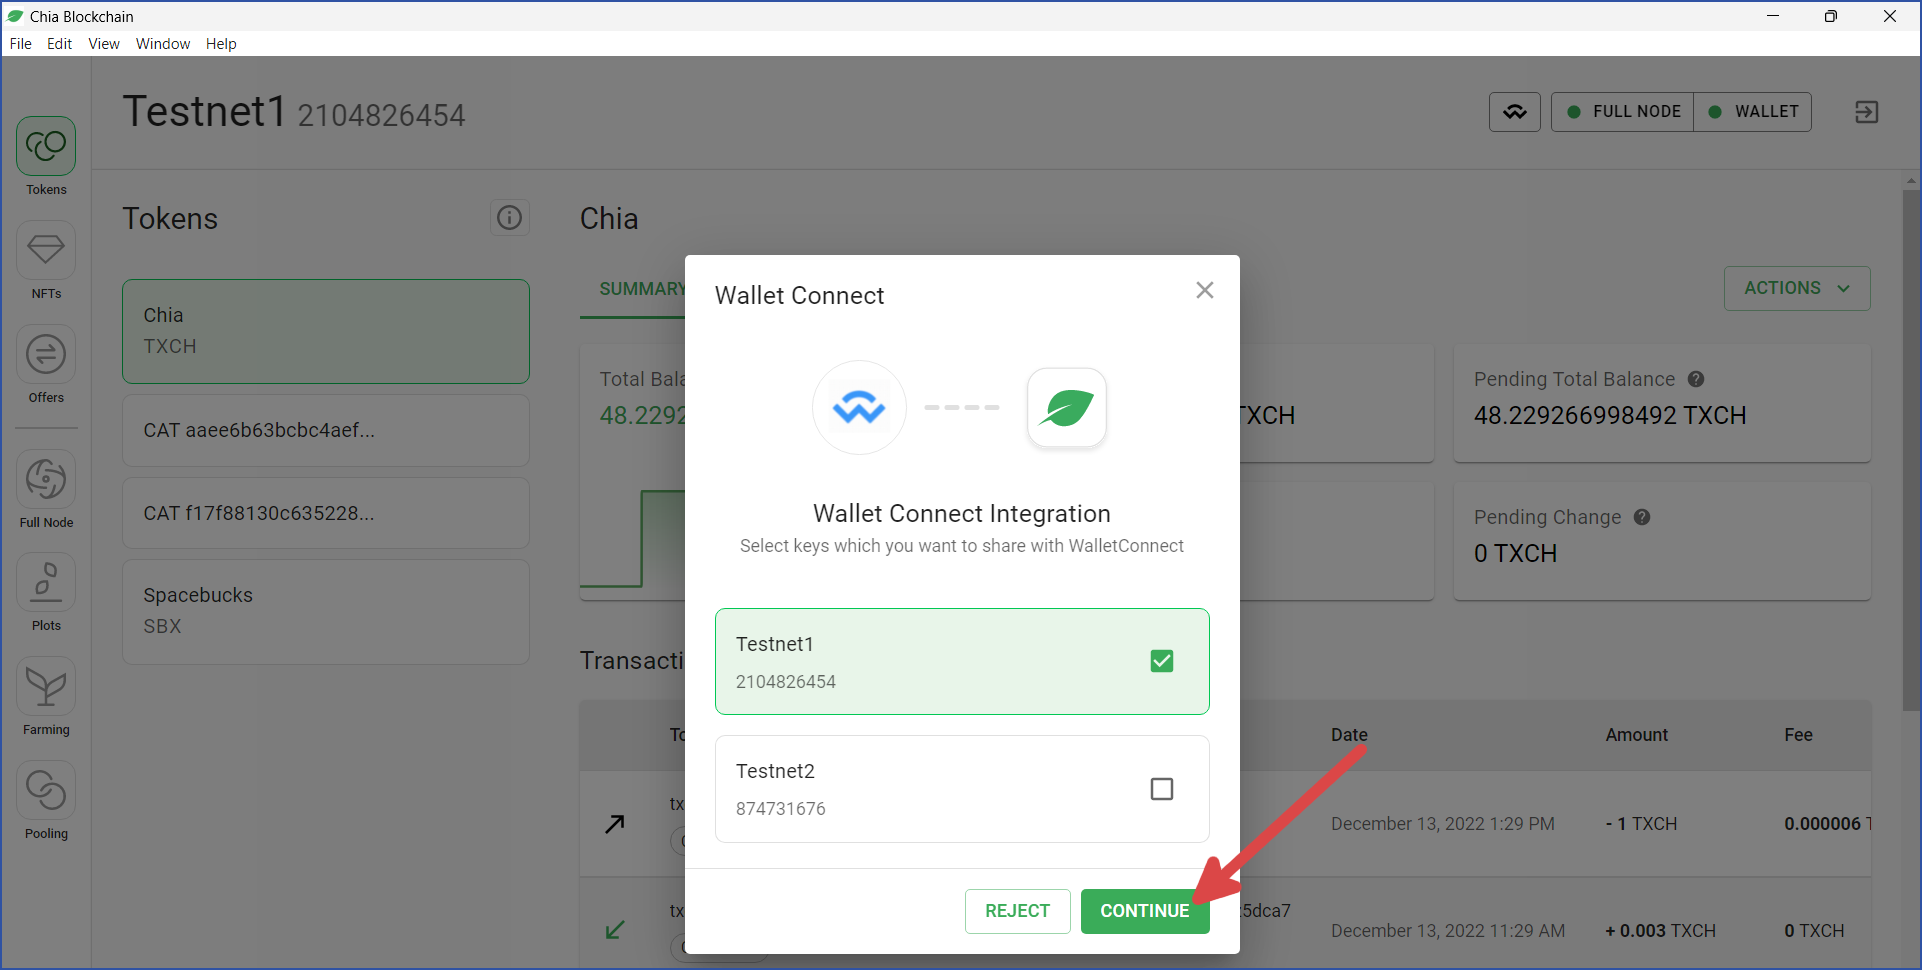 Chia Blockchain
File Edit View Window Help
Testnet1 2104826454
FULL NODE WALLET
Tokens
NFTs
Offers
Full Node
Plots
Farming
Pooling
Tokens
Chia
TXCH
CAT aaee6b63bcbc4aef...
CAT f17f88130c635228...
Spacebucks
SBX
Chia
SUMMARY
ACTIONS
Total
48.2292
TXCH
Pending Total Balance
48.229266998492 TXCH
Pending Change
0 TXCH
Wallet Connect
Wallet Connect Integration
Select keys which you want to share with WalletConnect
Testnet1
2104826454
Testnet2
874731676
REJECT CONTINUE
Transacti
Date Amount Fee
tx
December 13, 2022 1:29 PM - 1 TXCH 0.000006
tx
5dca7
December 13, 2022 11:29 AM + 0.003 TXCH 0 TXCH